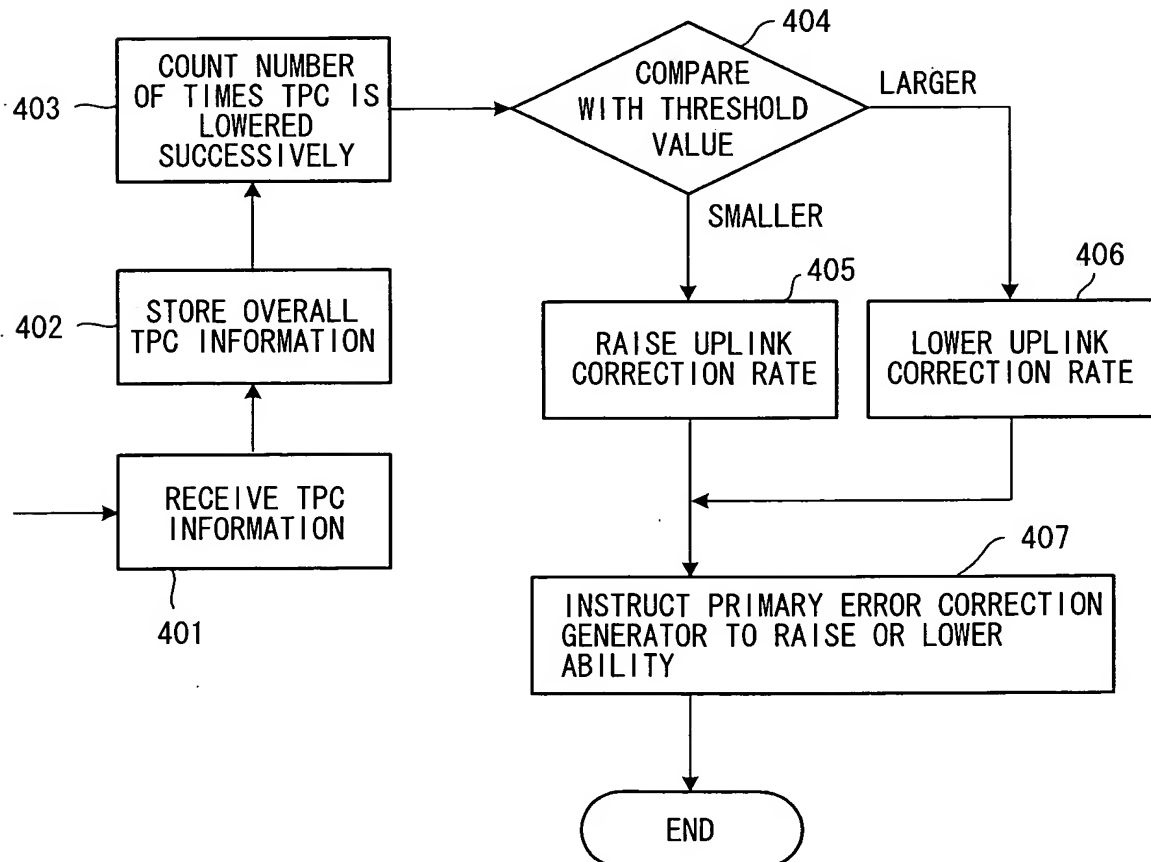 404
COUNT NUMBER
OF TIMES TPC IS
LOWERED
SUCCESSIVELY
403
COMPARE
WITH THRESHOLD
VALUE
LARGER
SMALLER
402
STORE OVERALL
TPC INFORMATION
405
RAISE UPLINK
CORRECTION RATE
406
LOWER UPLINK
CORRECTION RATE
RECEIVE TPC
INFORMATION
401
407
INSTRUCT PRIMARY ERROR CORRECTION
GENERATOR TO RAISE OR LOWER
ABILITY
END